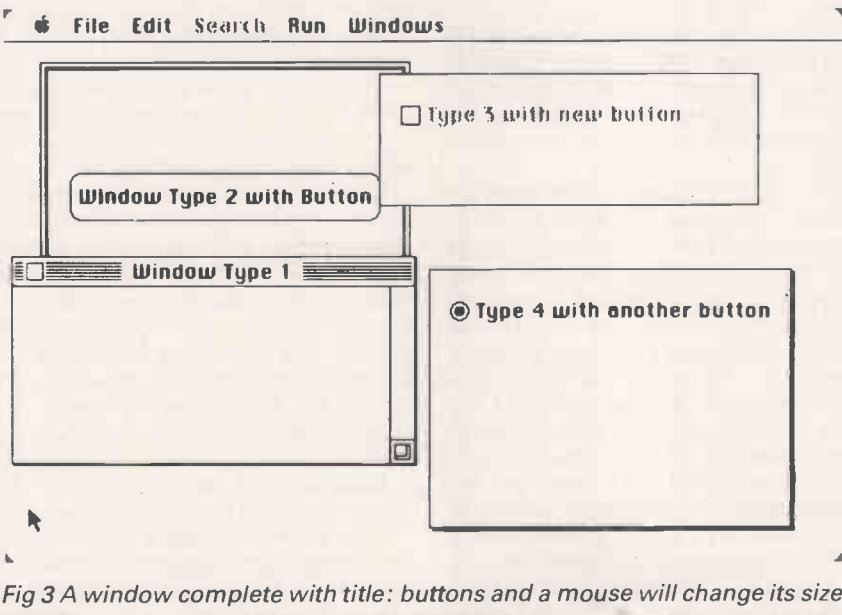 File Edit Search Run Windows
Type 3 with new button
Window Type 2 with Button
Window Type 1
Type 4 with another button
Fig 3 A window complete with title: buttons and a mouse will change its size